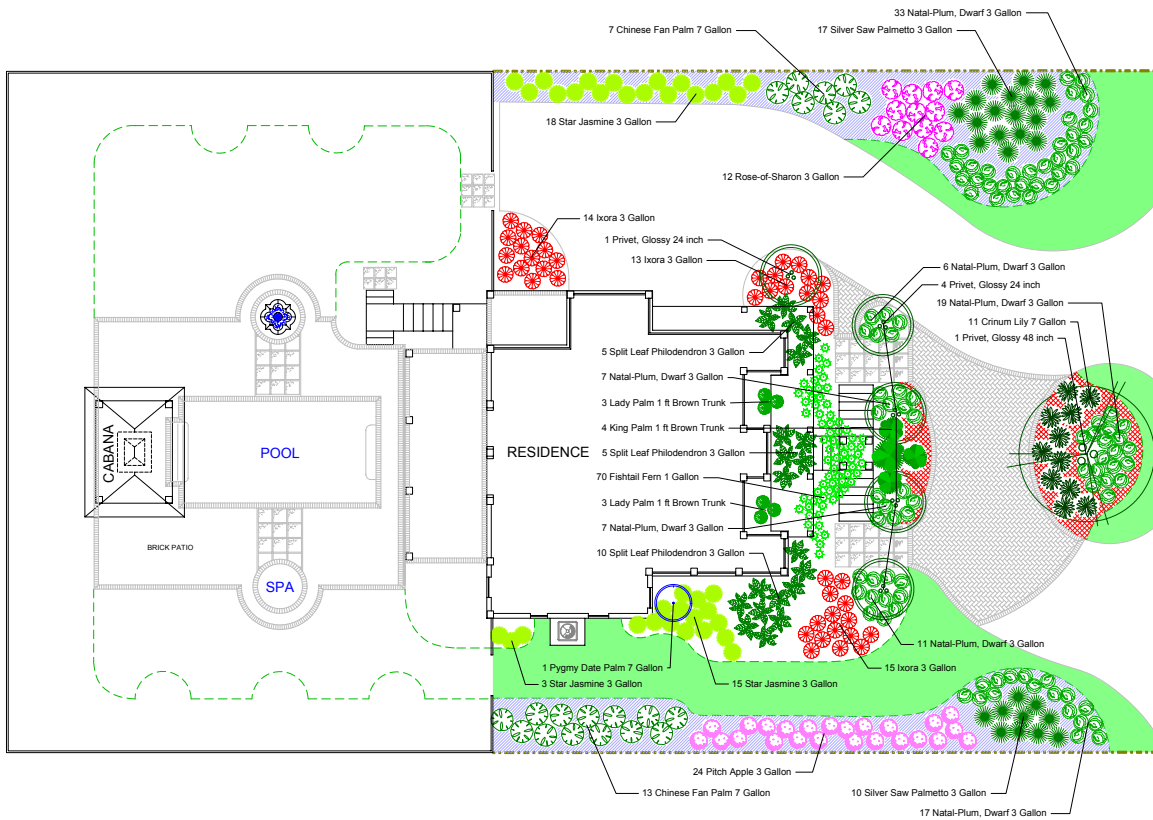 33 Natal-Plum, Dwarf 3 Gallon
7 Chinese Fan Palm 7 Gallon
17 Silver Saw Palmetto 3 Gallon
18 Star Jasmine 3 Gallon
12 Rose-of-Sharon 3 Gallon
14 Ixora 3 Gallon
1 Privet, Glossy 24 inch
13 Ixora 3 Gallon
6 Natal-Plum, Dwarf 3 Gallon
4 Privet, Glossy 24 inch
19 Natal-Plum, Dwarf 3 Gallon
11 Crinum Lily 7 Gallon
1 Privet, Glossy 48 inch
5 Split Leaf Philodendron 3 Gallon
7 Natal-Plum, Dwarf 3 Gallon
3 Lady Palm 1 ft Brown Trunk
4 King Palm 1 ft Brown Trunk
CABANA
POOL
RESIDENCE
5 Split Leaf Philodendron 3 Gallon
70 Fishtail Fern 1 Gallon
3 Lady Palm 1 ft Brown Trunk
7 Natal-Plum, Dwarf 3 Gallon
BRICK PATIO
10 Split Leaf Philodendron 3 Gallon
SPA
11 Natal-Plum, Dwarf 3 Gallon
1 Pygmy Date Palm 7 Gallon
15 Ixora 3 Gallon
3 Star Jasmine 3 Gallon
15 Star Jasmine 3 Gallon
24 Pitch Apple 3 Gallon
13 Chinese Fan Palm 7 Gallon
10 Silver Saw Palmetto 3 Gallon
17 Natal-Plum, Dwarf 3 Gallon